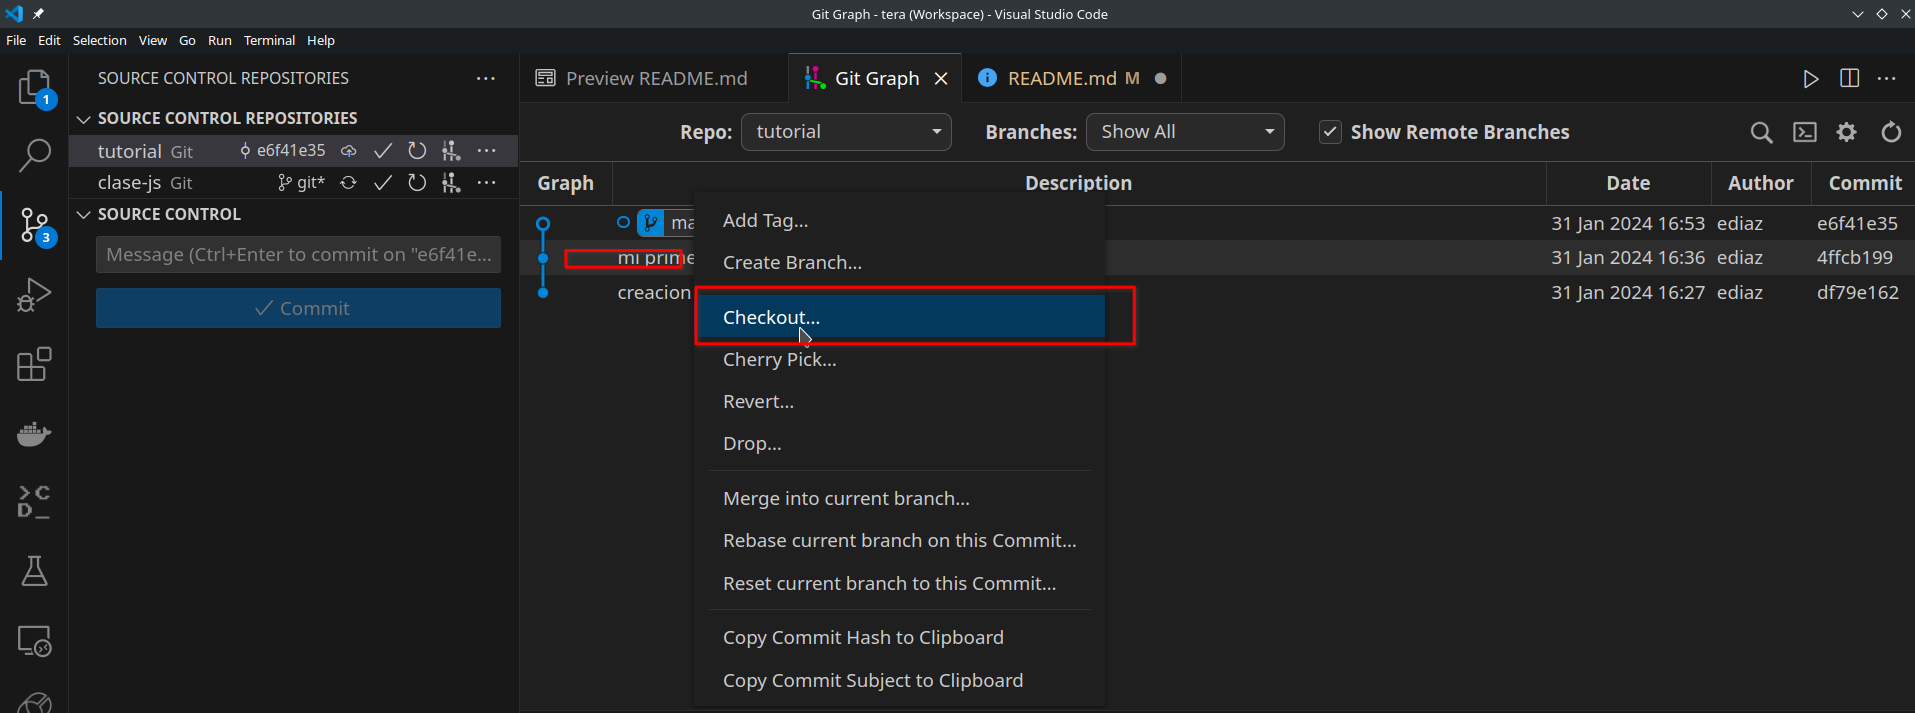 Git Graph - tera (Workspace) - Visual Studio Code
File Edit Selection View Go Run Terminal Help
SOURCE CONTROL REPOSITORIES
Preview README.md
Git Graph
README.md M
1
SOURCE CONTROL REPOSITORIES
tutorial Git e6f41e35
clase-js Git git*
SOURCE CONTROL
Message (Ctrl+Enter to commit on "e6f41e...
Commit
3
Repo: tutorial
Branches: Show All
Show Remote Branches
Graph Description Date Author Commit
ma 31 Jan 2024 16:53 ediaz e6f41e35
mi prime 31 Jan 2024 16:36 ediaz 4ffcb199
creacion 31 Jan 2024 16:27 ediaz df79e162
Add Tag...
Create Branch...
Checkout...
Cherry Pick...
Revert...
Drop...
Merge into current branch...
Rebase current branch on this Commit...
Reset current branch to this Commit...
Copy Commit Hash to Clipboard
Copy Commit Subject to Clipboard